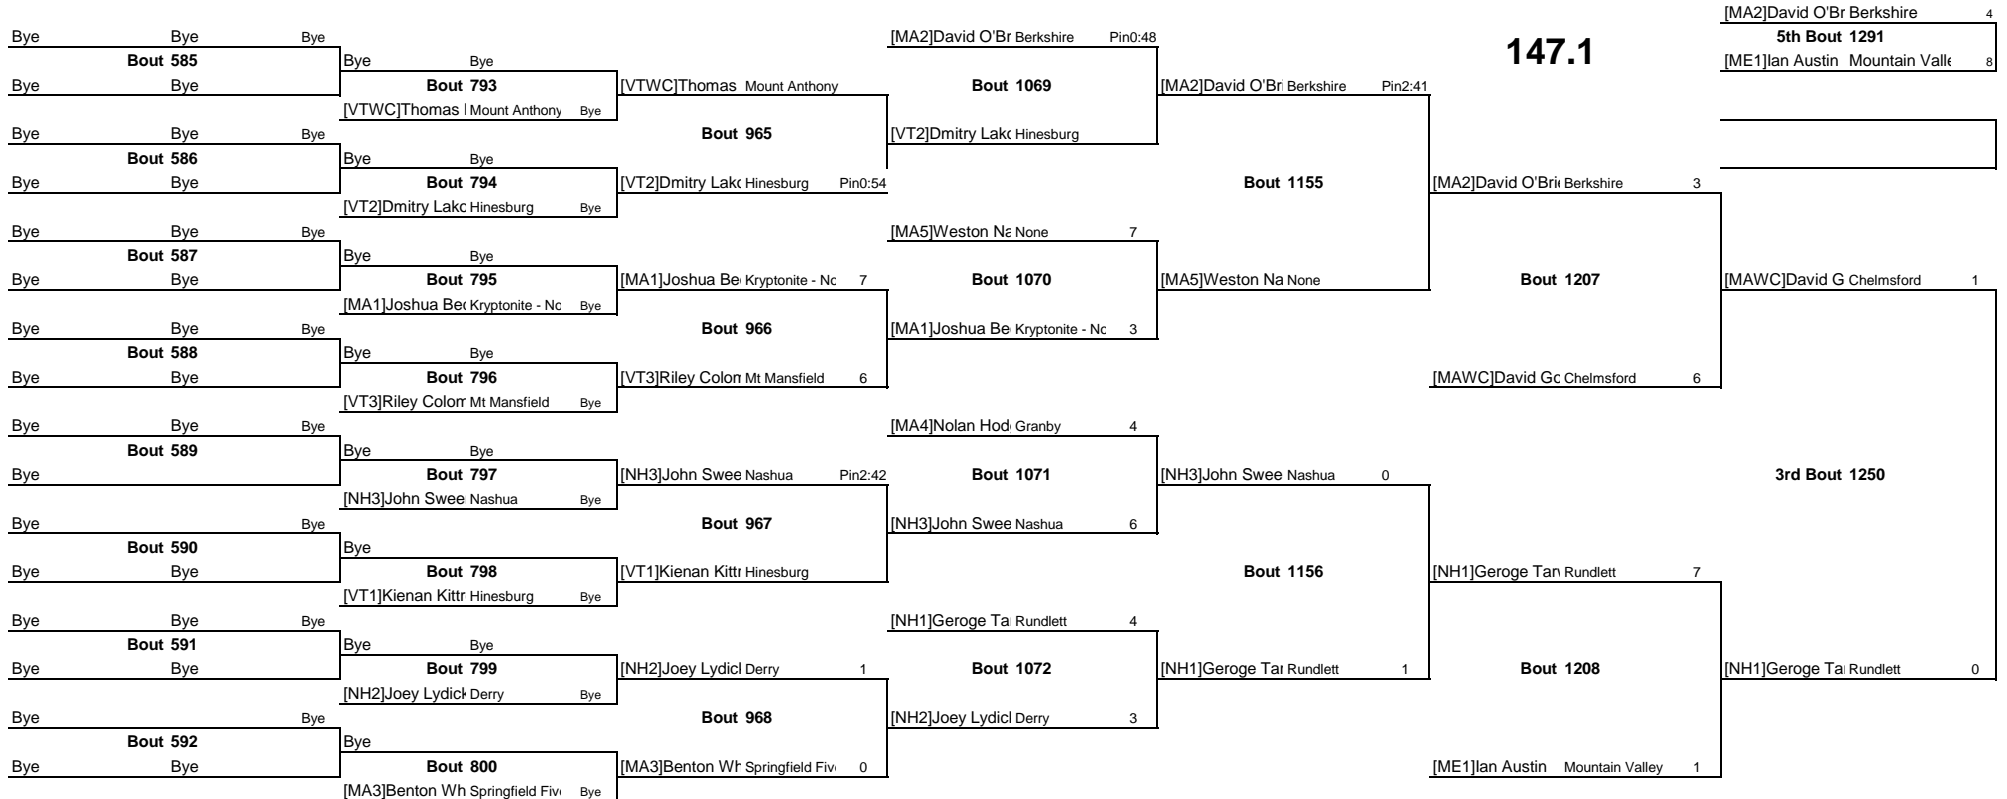 [MA2]David O'Br Berkshire 4
Bye Bye Bye [MA2]David O'Br Berkshire Pin0:48 147.1 5th Bout 1291
Bout 585 Bye Bye [ME1]Ian Austin Mountain Valle 8
Bye Bye Bout 793 [VTWC]Thomas Mount Anthony Bout 1069 [MA2]David O'Bri Berkshire Pin2:41
[VTWC]Thomas Mount Anthony Bye
Bye Bye Bye Bout 965 [VT2]Dmitry Lako Hinesburg
Bout 586 Bye Bye
Bye Bye Bout 794 [VT2]Dmitry Lako Hinesburg Pin0:54 Bout 1155 [MA2]David O'Brie Berkshire 3
[VT2]Dmitry Lako Hinesburg Bye
Bye Bye Bye [MA5]Weston Na None 7
Bout 587 Bye Bye
Bye Bye Bout 795 [MA1]Joshua Be Kryptonite - No 7 Bout 1070 [MA5]Weston Na None Bout 1207 [MAWC]David G Chelmsford 1
[MA1]Joshua Be Kryptonite - No Bye
Bye Bye Bye Bout 966 [MA1]Joshua Be Kryptonite - No 3
Bout 588 Bye Bye
Bye Bye Bout 796 [VT3]Riley Colom Mt Mansfield 6 [MAWC]David Go Chelmsford 6
[VT3]Riley Colom Mt Mansfield Bye
Bye Bye Bye [MA4]Nolan Hod Granby 4
Bout 589 Bye Bye
Bye Bout 797 [NH3]John Swee Nashua Pin2:42 Bout 1071 [NH3]John Swee Nashua 0 3rd Bout 1250
[NH3]John Swee Nashua Bye
Bye Bye Bout 967 [NH3]John Swee Nashua 6
Bout 590 Bye
Bye Bye Bout 798 [VT1]Kienan Kittr Hinesburg Bout 1156 [NH1]Geroge Tar Rundlett 7
[VT1]Kienan Kittr Hinesburg Bye
Bye Bye Bye [NH1]Geroge Ta Rundlett 4
Bout 591 Bye Bye
Bye Bye Bout 799 [NH2]Joey Lydicl Derry 1 Bout 1072 [NH1]Geroge Tar Rundlett 1 Bout 1208 [NH1]Geroge Ta Rundlett 0
[NH2]Joey Lydick Derry Bye
Bye Bye Bout 968 [NH2]Joey Lydicl Derry 3
Bout 592 Bye
Bye Bye Bout 800 [MA3]Benton Wh Springfield Five 0 [ME1]Ian Austin Mountain Valley 1
[MA3]Benton Wh Springfield Five Bye